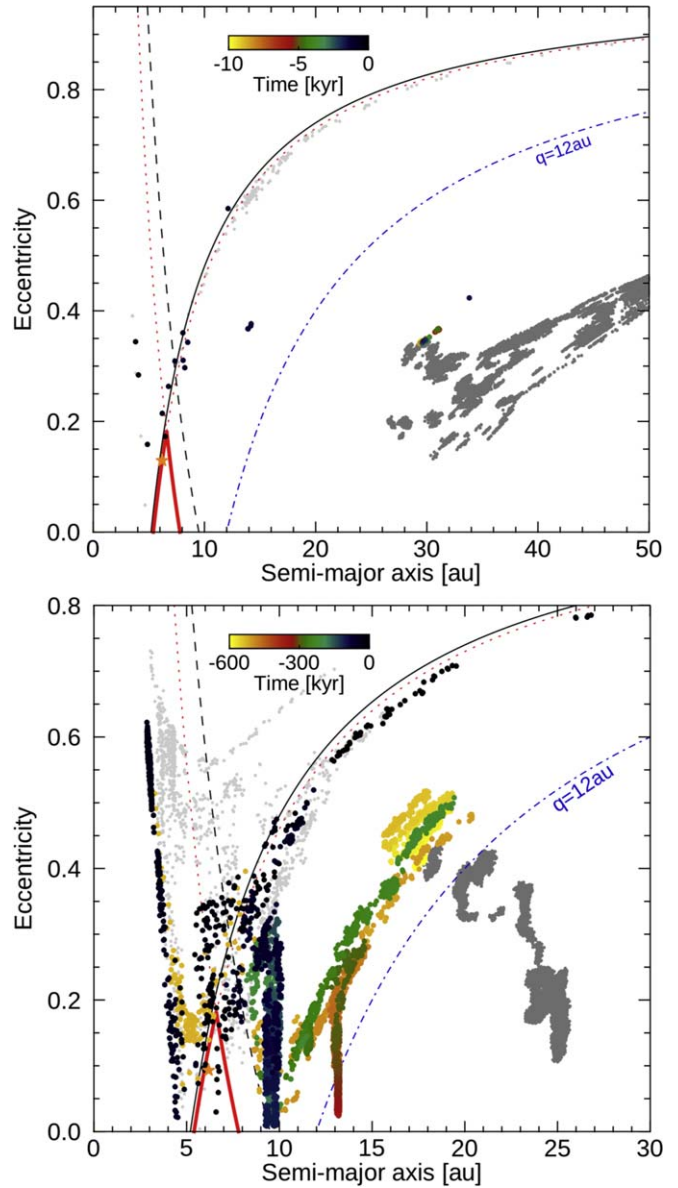 -10 -5 0
Time [kyr]
q=12au
Eccentricity
0.8
0.6
0.4
0.2
0.0
0 10 20 30 40 50
Semi-major axis [au]
-600 -300 0
Time [kyr]
q=12au
Eccentricity
0.8
0.6
0.4
0.2
0.0
0 5 10 15 20 25 30
Semi-major axis [au]